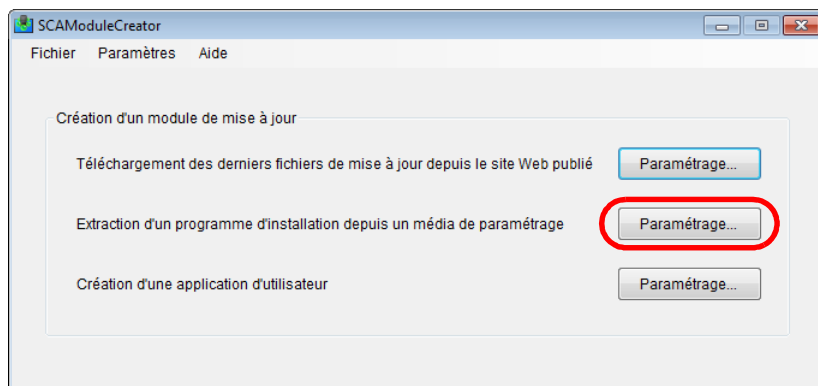 SCAModuleCreator
Fichier Paramètres Aide
Création d'un module de mise à jour
Téléchargement des derniers fichiers de mise à jour depuis le site Web publié Paramétrage...
Extraction d'un programme d'installation depuis un média de paramétrage Paramétrage...
Création d'une application d'utilisateur Paramétrage...